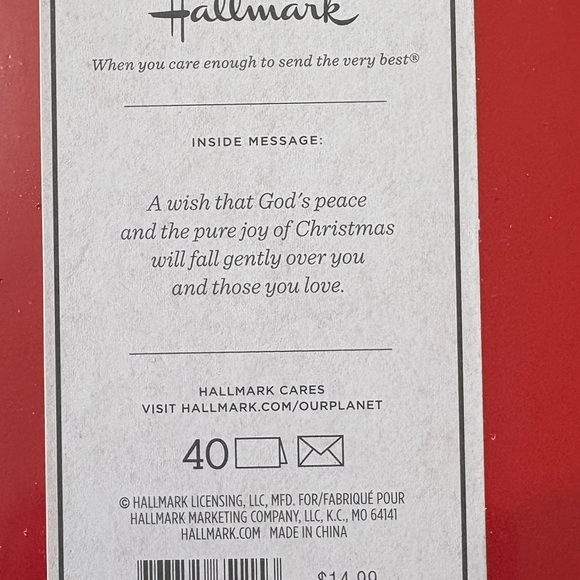 Hallmark
When you care enough to send the very best®
INSIDE MESSAGE:
A wish that God's peace
and the pure joy of Christmas
will fall gently over you
and those you love.
HALLMARK CARES
VISIT HALLMARK.COM/OURPLANET
40
© HALLMARK LICENSING, LLC, MFD. FOR/FABRIQUÉ POUR
HALLMARK MARKETING COMPANY, LLC, K.C., MO 64141
HALLMARK.COM MADE IN CHINA
$14.99